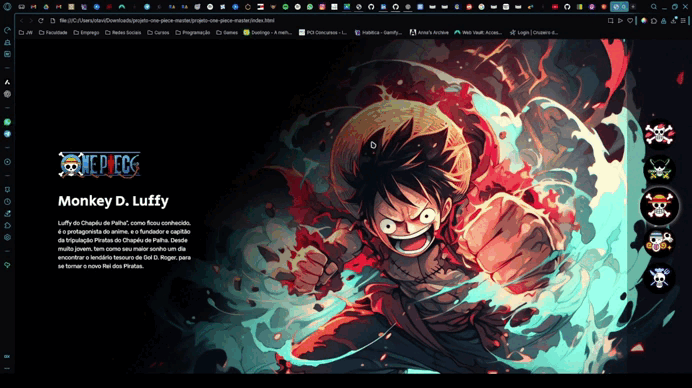 file:///C:/Users/otavi/Downloads/projeto-one-piece-master/projeto-one-piece-master/index.html
JW Faculdade Emprego Redes Sociais Cursos Programação Games Duolingo - A melh... PCI Concursos - I... Habitica - Gamify... Anna's Archive Web Vault: Acces... Login | Cruzeiro d...
ONE PIECE
Monkey D. Luffy
Luffy do Chapéu de Palha", como ficou conhecido,
é o protagonista do anime, e o fundador e capitão
da tripulação Piratas do Chapéu de Palha. Desde
muito jovem, tem como seu maior sonho um dia
encontrar o lendário tesouro de Gol D. Roger, para
se tornar o novo Rei dos Piratas.